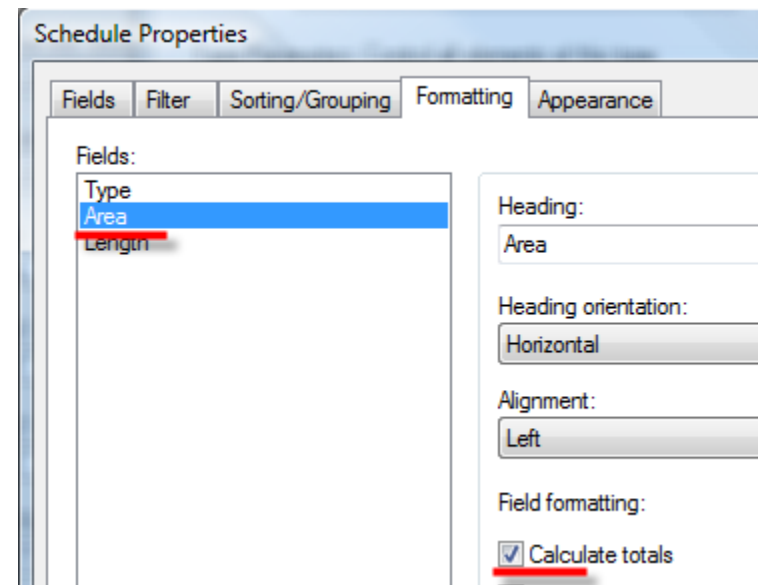 Schedule Properties
Fields Filter Sorting/Grouping Formatting Appearance
Fields:
Type
Area
Length
Heading:
Area
Heading orientation:
Horizontal
Alignment:
Left
Field formatting:
Calculate totals